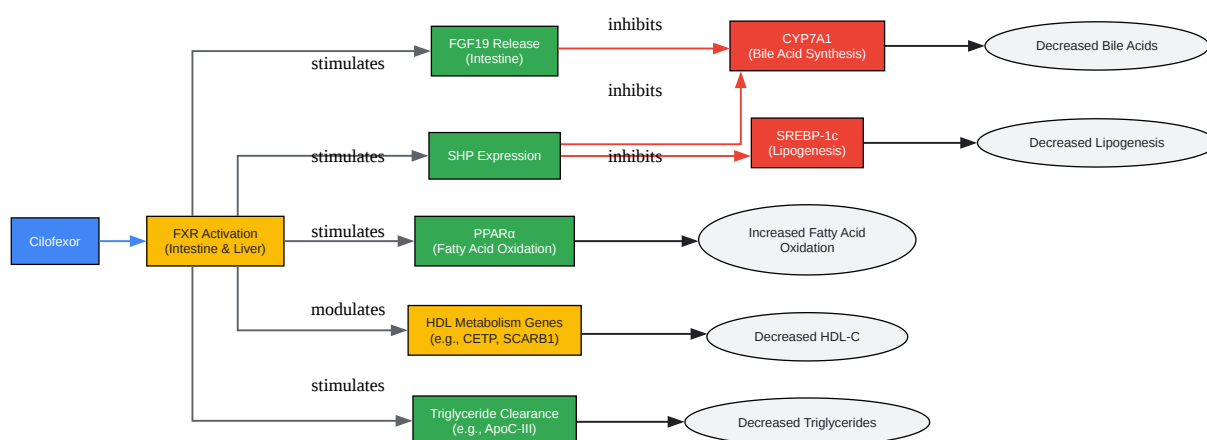 inhibits
FGF19 Release
(Intestine)
CYP7A1
(Bile Acid Synthesis)
Decreased Bile Acids
stimulates
inhibits
SREBP-1c
(Lipogenesis)
Decreased Lipogenesis
stimulates
SHP Expression
inhibits
Cilofexor
FXR Activation
(Intestine & Liver)
stimulates
PPARα
(Fatty Acid Oxidation)
Increased Fatty Acid
Oxidation
modulates
HDL Metabolism Genes
(e.g., CETP, SCARB1)
Decreased HDL-C
stimulates
Triglyceride Clearance
(e.g., ApoC-III)
Decreased Triglycerides